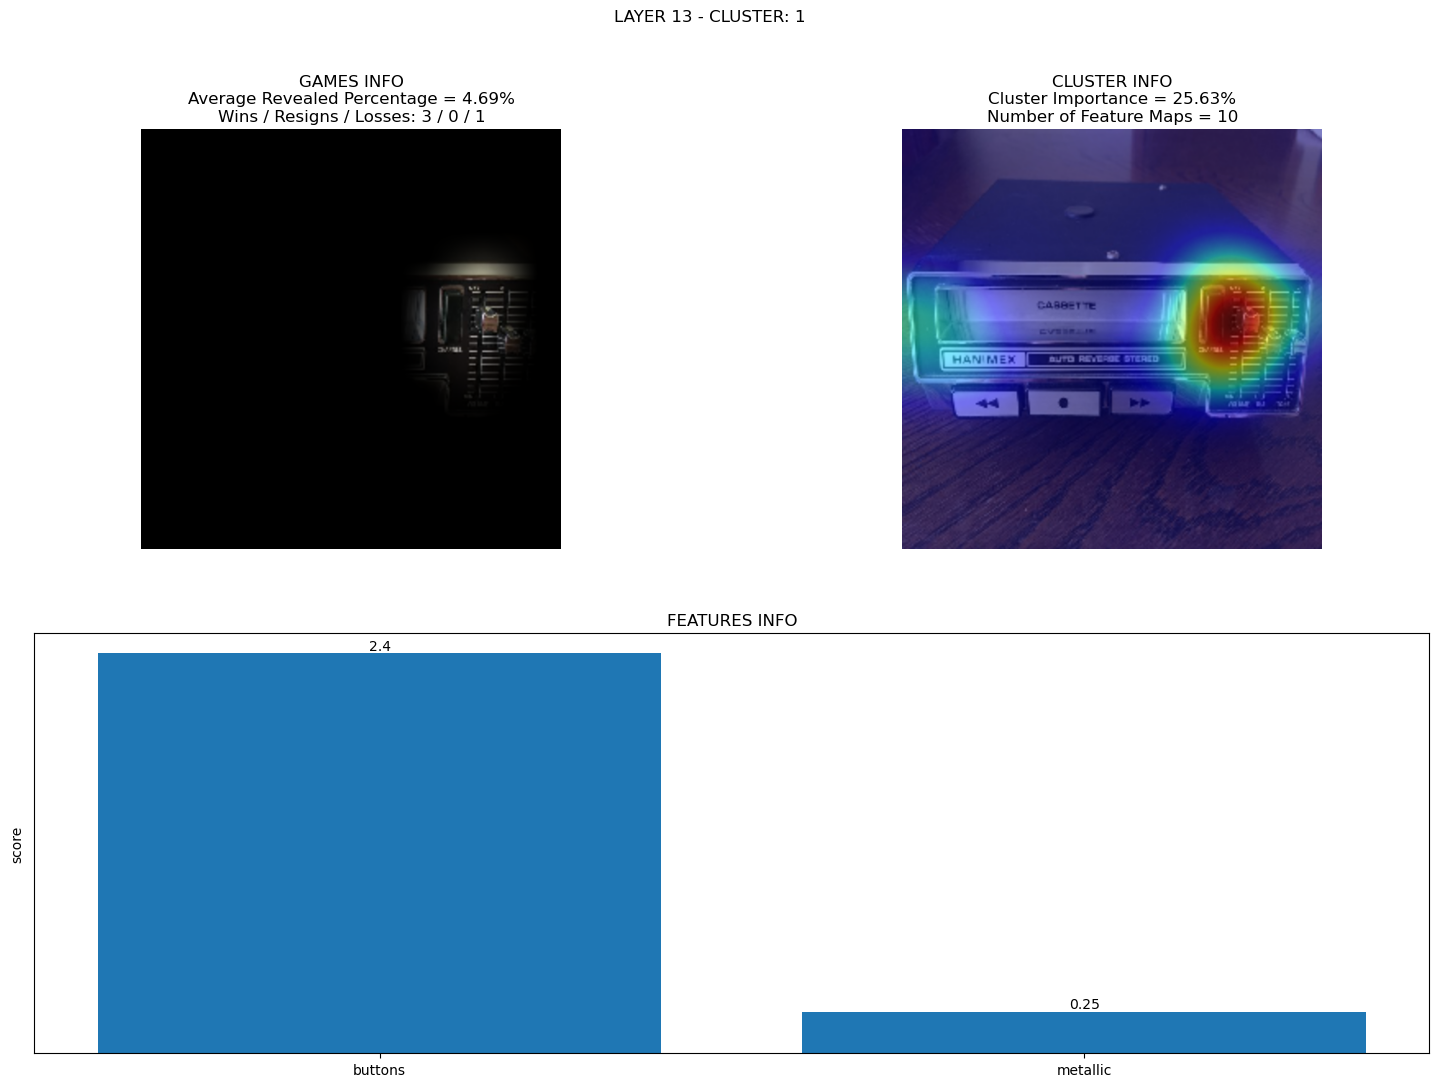 LAYER 13 - CLUSTER: 1
GAMES INFO
Average Revealed Percentage = 4.69%
Wins / Resigns / Losses: 3 / 0 / 1
CLUSTER INFO
Cluster Importance = 25.63%
Number of Feature Maps = 10
CASSETTE
HANIMEX
AUTO REVERSE STEREO
FEATURES INFO
score
2.4
0.25
buttons
metallic